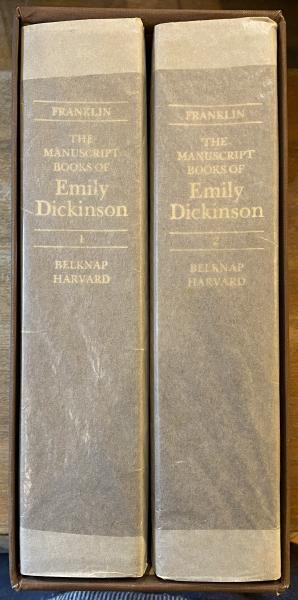 FRANKLIN
THE
MANUSCRIPT
BOOKS OF
Emily
Dickinson
1
BELKNAP
HARVARD
FRANKLIN
THE
MANUSCRIPT
BOOKS OF
Emily
Dickinson
2
BELKNAP
HARVARD